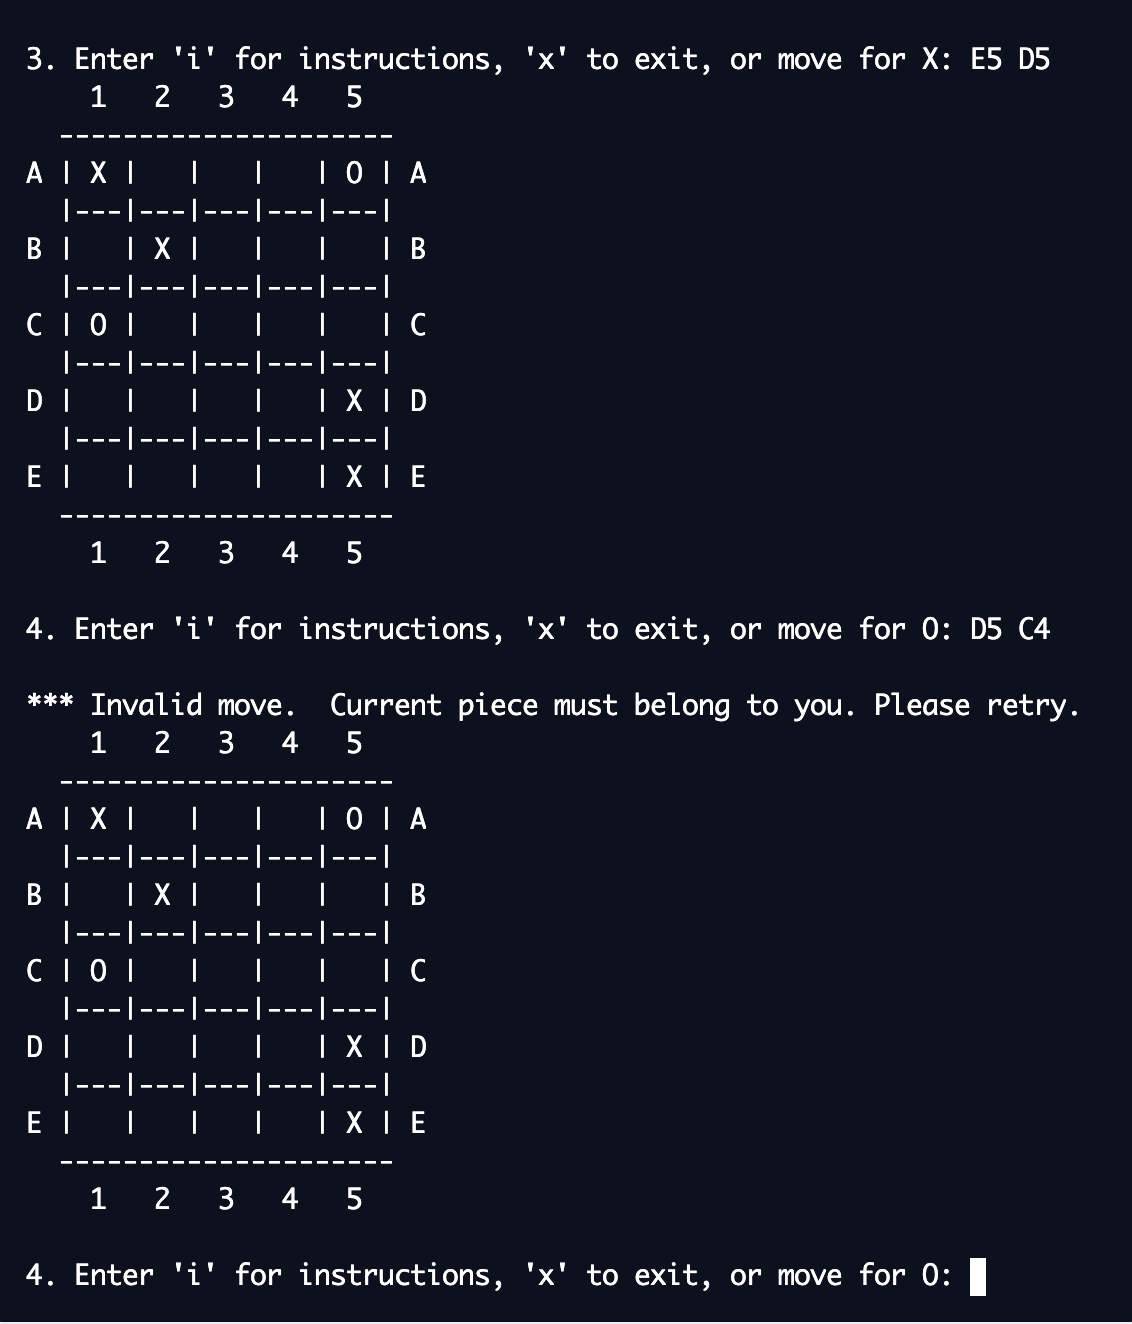 3. Enter 'i' for instructions, 'x' to exit, or move for X: E5 D5
    1   2   3   4   5
  ---------------------
A | X |   |   |   | O | A
  |---|---|---|---|---|
B |   | X |   |   |   | B
  |---|---|---|---|---|
C | O |   |   |   |   | C
  |---|---|---|---|---|
D |   |   |   |   | X | D
  |---|---|---|---|---|
E |   |   |   |   | X | E
  ---------------------
    1   2   3   4   5

4. Enter 'i' for instructions, 'x' to exit, or move for O: D5 C4

*** Invalid move.  Current piece must belong to you. Please retry.
    1   2   3   4   5
  ---------------------
A | X |   |   |   | O | A
  |---|---|---|---|---|
B |   | X |   |   |   | B
  |---|---|---|---|---|
C | O |   |   |   |   | C
  |---|---|---|---|---|
D |   |   |   |   | X | D
  |---|---|---|---|---|
E |   |   |   |   | X | E
  ---------------------
    1   2   3   4   5

4. Enter 'i' for instructions, 'x' to exit, or move for O: